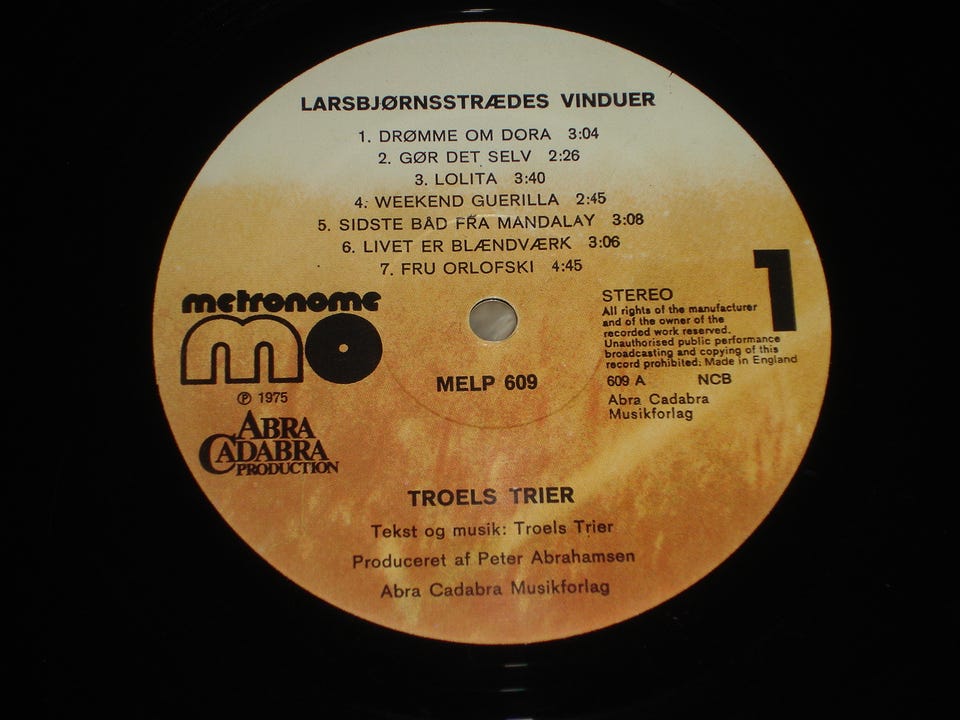 LARSBJØRNSSTRÆDES VINDUER
1. DRØMME OM DORA 3:04
2. GØR DET SELV 2:26
3. LOLITA 3:40
4. WEEKEND GUERILLA 2:45
5. SIDSTE BÅD FRA MANDALAY 3:08
6. LIVET ER BLÆNDVÆRK 3:06
7. FRU ORLOFSKI 4:45
metronome
mo
℗ 1975
ABRA
CADABRA
PRODUCTION
MELP 609
1
STEREO
All rights of the manufacturer
and of the owner of the
recorded work reserved.
Unauthorised public performance
broadcasting and copying of this
record prohibited. Made in England
609 A NCB
Abra Cadabra
Musikforlag
TROELS TRIER
Tekst og musik: Troels Trier
Produceret af Peter Abrahamsen
Abra Cadabra Musikforlag